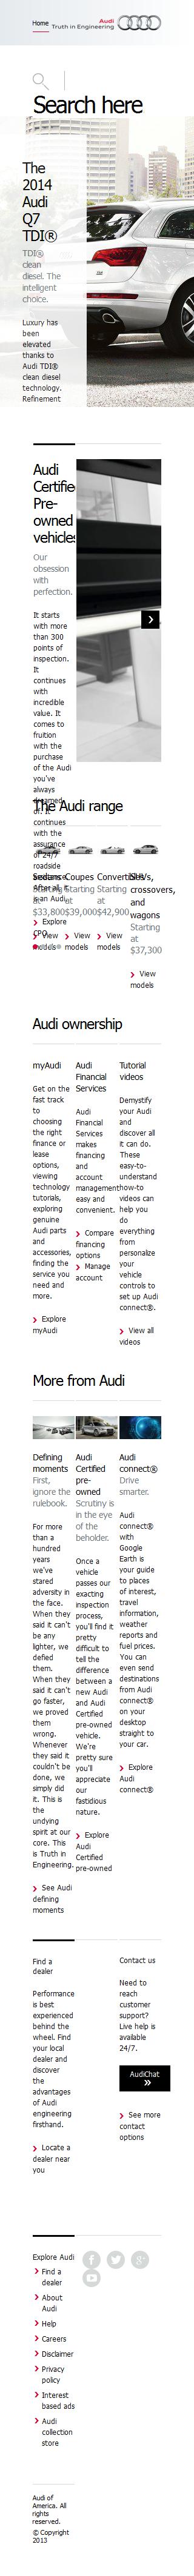 Home
Audi
Truth in Engineering
Search here
The
2014
Audi
Q7
TDI®
TDI®
clean
diesel. The
intelligent
choice.
Luxury has
been
elevated
thanks to
Audi TDI®
clean diesel
technology.
Refinement
Audi
Certified
Pre-
owned
vehicles
Our
obsession
with
perfection.
It starts
with more
than 300
points of
inspection.
It
continues
with
incredible
value. It
comes to
fruition
with the
purchase
of the Audi
you've
always
dreamed
of. It
continues
with the
assurance
of 24/7
roadside
assistance.
After all, it
is an Audi.
Explore
CPO
The Audi range
Sedans
Starting
at
$33,800
View
models
Coupes
Starting
at
$39,000
View
models
Convertibles
Starting
at
$42,900
View
models
SUVs,
crossovers,
and
wagons
Starting
at
$37,300
View
models
Audi ownership
myAudi
Get on the
fast track
to
choosing
the right
finance or
lease
options,
viewing
technology
tutorials,
exploring
genuine
Audi parts
and
accessories,
finding the
service you
need and
more.
Explore
myAudi
Audi
Financial
Services
Audi
Financial
Services
makes
financing
and
account
management
easy and
convenient.
Compare
financing
options
Manage
account
Tutorial
videos
Demystify
your Audi
and
discover all
it can do.
These
easy-to-
understand
how-to
videos can
help you
do
everything
from
personalize
your
vehicle
controls to
set up Audi
connect®.
View all
videos
More from Audi
Defining
moments
First,
ignore the
rulebook.
For more
than a
hundred
years
we've
stared
adversity in
the face.
When they
said it can't
be any
lighter, we
defied
them.
When they
said it can't
go faster,
we proved
them
wrong.
Whenever
they said it
couldn't be
done, we
simply did
it. This is
the
undying
spirit at our
core. This
is Truth in
Engineering.
See Audi
defining
moments
Audi
Certified
pre-
owned
Scrutiny is
in the eye
of the
beholder.
Once a
vehicle
passes our
exacting
inspection
process,
you'll find it
pretty
difficult to
tell the
difference
between a
new Audi
and Audi
Certified
pre-owned
vehicle.
We're
pretty sure
you'll
appreciate
our
fastidious
nature.
Explore
Audi
Certified
pre-owned
Audi
connect®
Drive
smarter.
Audi
connect®
with
Google
Earth is
your guide
to places
of interest,
travel
information,
weather
reports and
fuel prices.
You can
even send
destinations
from Audi
connect®
on your
desktop
straight to
your car.
Explore
Audi
connect®
Find a
dealer
Performance
is best
experienced
behind the
wheel. Find
your local
dealer and
discover
the
advantages
of Audi
engineering
firsthand.
Locate a
dealer near
you
Contact us
Need to
reach
customer
support?
Live help is
available
24/7.
AudiChat
See more
contact
options
Explore Audi
Find a
dealer
About
Audi
Help
Careers
Disclaimer
Privacy
policy
Interest
based ads
Audi
collection
store
Audi of
America. All
rights
reserved.
© Copyright
2013